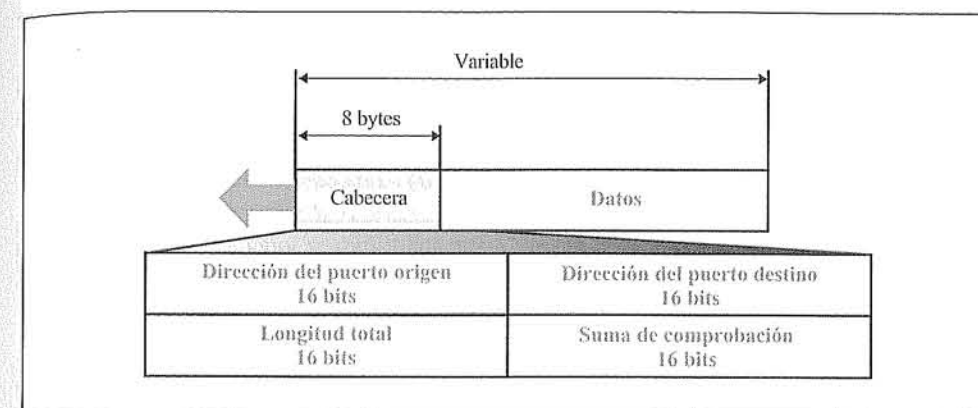 Variable
8 bytes
Cabecera
Datos
Dirección del puerto origen
16 bits
Dirección del puerto destino
16 bits
Longitud total
16 bits
Suma de comprobación
16 bits